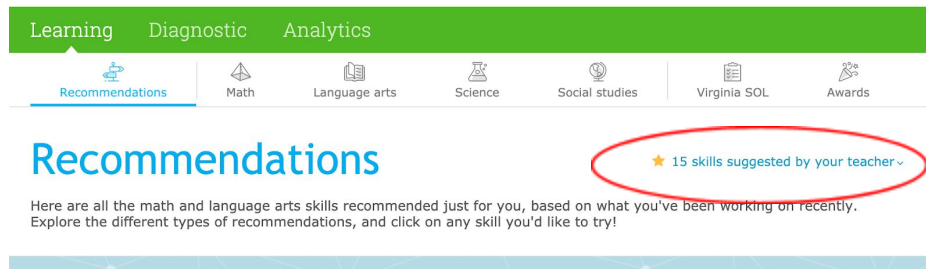 Learning Diagnostic Analytics
Recommendations Math Language arts Science Social studies Virginia SOL Awards
Recommendations
15 skills suggested by your teacher
Here are all the math and language arts skills recommended just for you, based on what you've been working on recently.
Explore the different types of recommendations, and click on any skill you'd like to try!